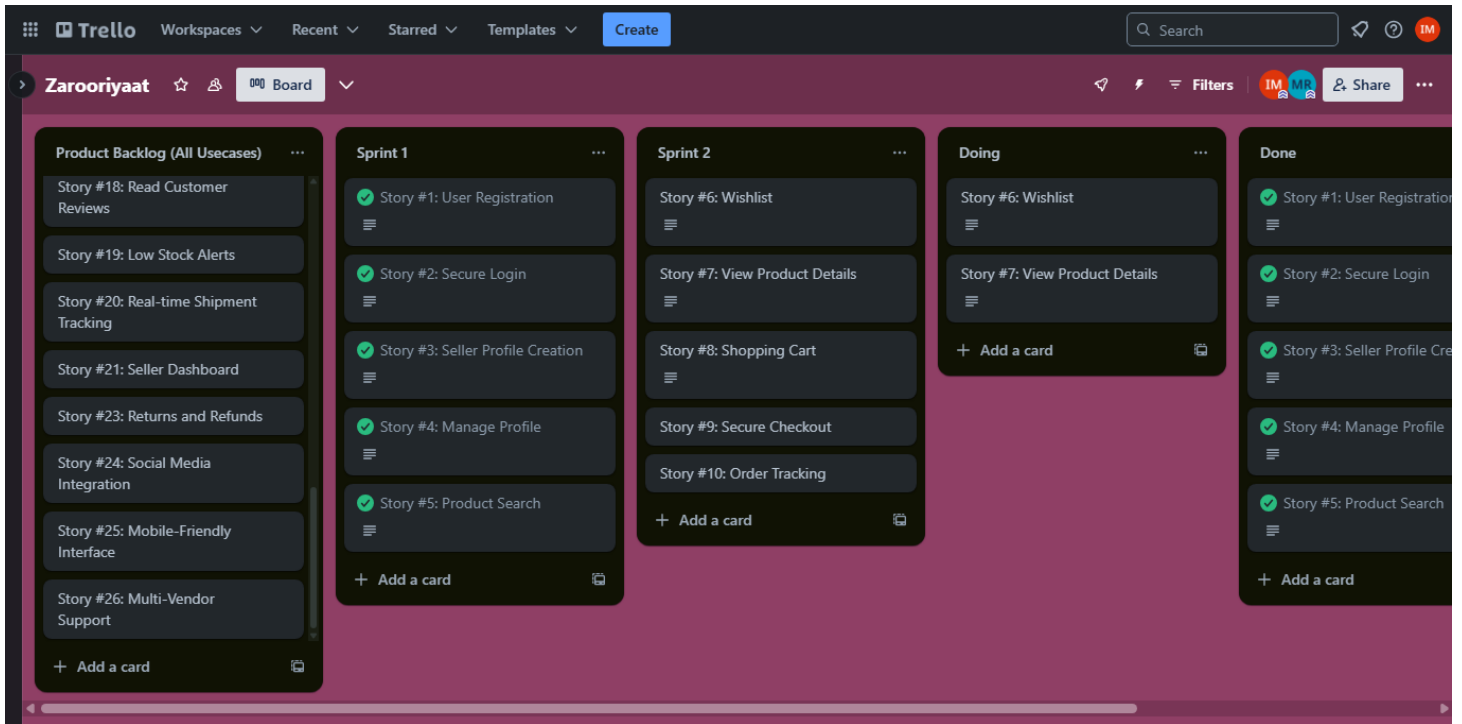 Trello
Workspaces
Recent
Starred
Templates
Create
Search
IM
Zarooriyaat
Board
Filters
IM
MR
Share
Product Backlog (All Usecases)
Story #18: Read Customer
Reviews
Story #19: Low Stock Alerts
Story #20: Real-time Shipment
Tracking
Story #21: Seller Dashboard
Story #23: Returns and Refunds
Story #24: Social Media
Integration
Story #25: Mobile-Friendly
Interface
Story #26: Multi-Vendor
Support
+ Add a card
Sprint 1
Story #1: User Registration
Story #2: Secure Login
Story #3: Seller Profile Creation
Story #4: Manage Profile
Story #5: Product Search
+ Add a card
Sprint 2
Story #6: Wishlist
Story #7: View Product Details
Story #8: Shopping Cart
Story #9: Secure Checkout
Story #10: Order Tracking
+ Add a card
Doing
Story #6: Wishlist
Story #7: View Product Details
+ Add a card
Done
Story #1: User Registration
Story #2: Secure Login
Story #3: Seller Profile Cre
Story #4: Manage Profile
Story #5: Product Search
+ Add a card